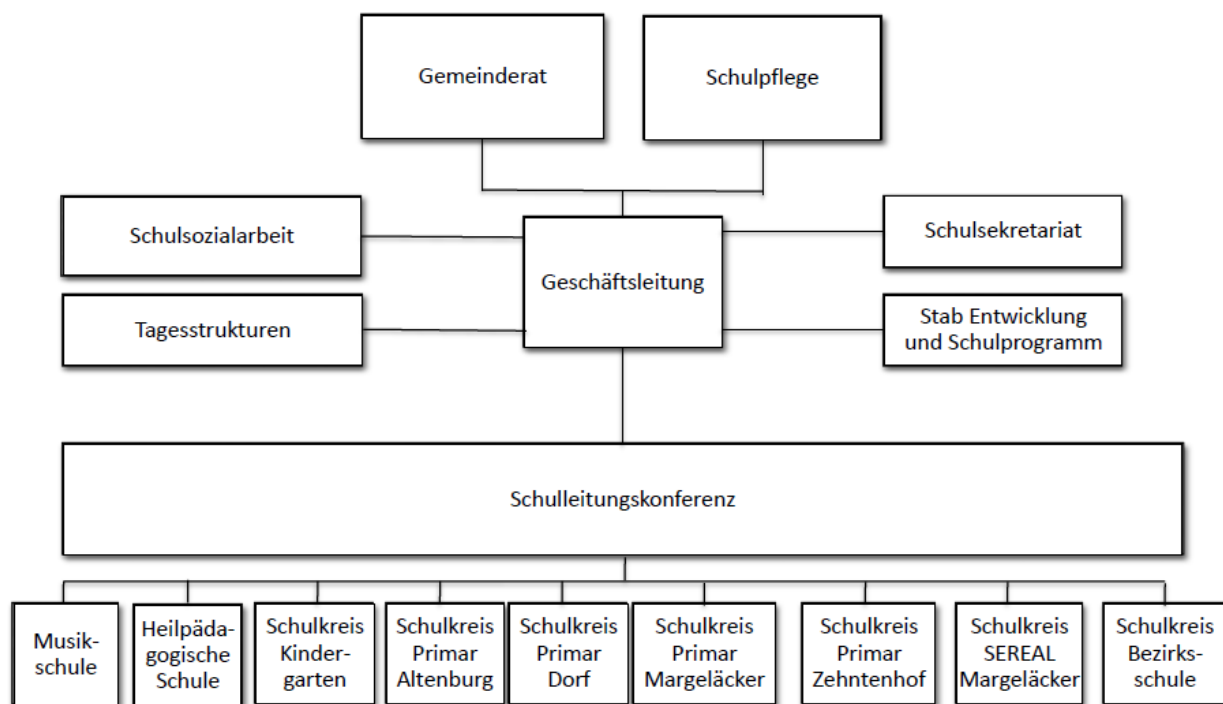 Gemeinderat
Schulpflege
Schulsozialarbeit
Schulsekretariat
Geschäftsleitung
Tagesstrukturen
Stab Entwicklung
und Schulprogramm
Schulleitungskonferenz
Musik-
schule
Heilpäda-
gogische
Schule
Schulkreis
Kinder-
garten
Schulkreis
Primar
Altenburg
Schulkreis
Primar
Dorf
Schulkreis
Primar
Margeläcker
Schulkreis
Primar
Zehntenhof
Schulkreis
SEREAL
Margeläcker
Schulkreis
Bezirks-
schule